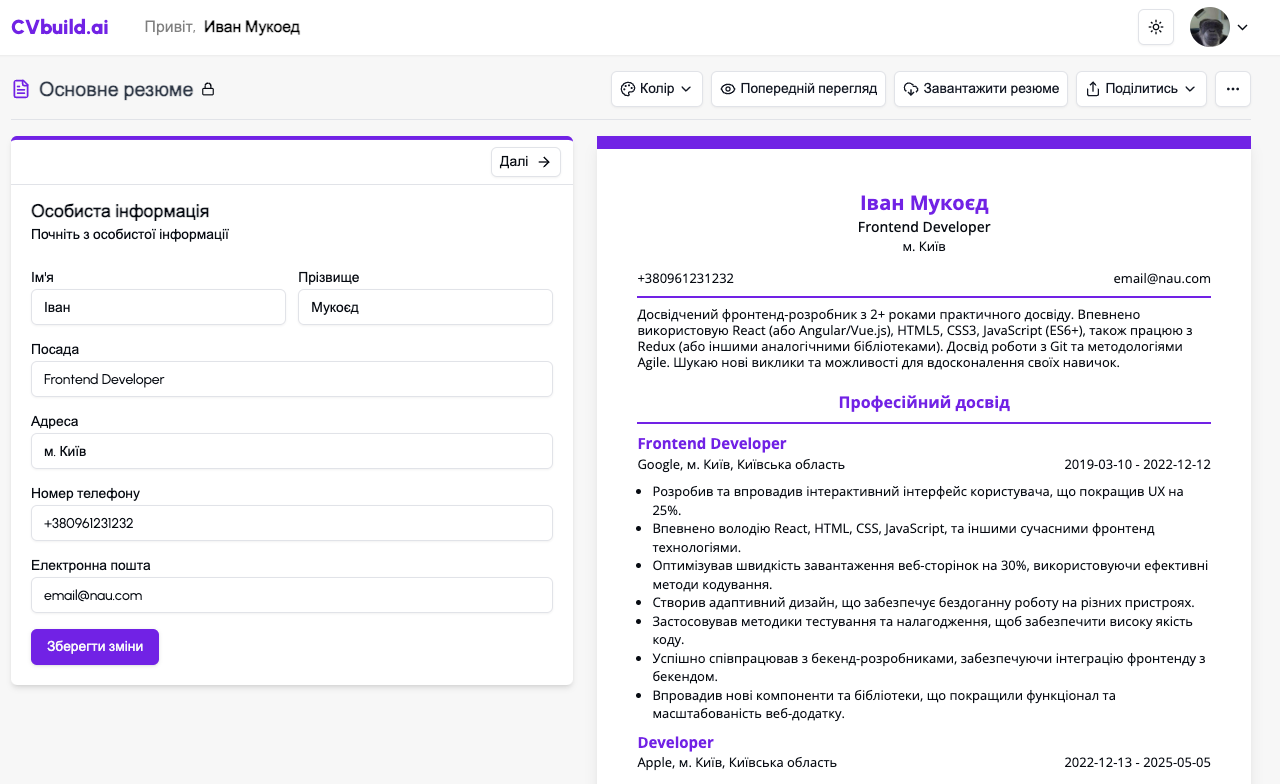 CVbuild.ai
Привіт, Иван Мукоед
Основне резюме
Колір
Попередній перегляд
Завантажити резюме
Поділитись
Далі
Особиста інформація
Почніть з особистої інформації
Ім'я
Прізвище
Іван
Мукоєд
Посада
Frontend Developer
Адреса
м. Київ
Номер телефону
+380961231232
Електронна пошта
email@nau.com
Зберегти зміни
Іван Мукоєд
Frontend Developer
м. Київ
+380961231232
email@nau.com
Досвідчений фронтенд-розробник з 2+ роками практичного досвіду. Впевнено
використовую React (або Angular/Vue.js), HTML5, CSS3, JavaScript (ES6+), також працюю з
Redux (або іншими аналогічними бібліотеками). Досвід роботи з Git та методологіями
Agile. Шукаю нові виклики та можливості для вдосконалення своїх навичок.
Професійний досвід
Frontend Developer
Google, м. Київ, Київська область
2019-03-10 - 2022-12-12
• Розробив та впровадив інтерактивний інтерфейс користувача, що покращив UX на
25%.
• Впевнено володію React, HTML, CSS, JavaScript, та іншими сучасними фронтенд
технологіями.
• Оптимізував швидкість завантаження веб-сторінок на 30%, використовуючи ефективні
методи кодування.
• Створив адаптивний дизайн, що забезпечує бездоганну роботу на різних пристроях.
• Застосовував методики тестування та налагодження, щоб забезпечити високу якість
коду.
• Успішно співпрацював з бекенд-розробниками, забезпечуючи інтеграцію фронтенду з
бекендом.
• Впровадив нові компоненти та бібліотеки, що покращили функціонал та
масштабованість веб-додатку.
Developer
Apple, м. Київ, Київська область
2022-12-13 - 2025-05-05